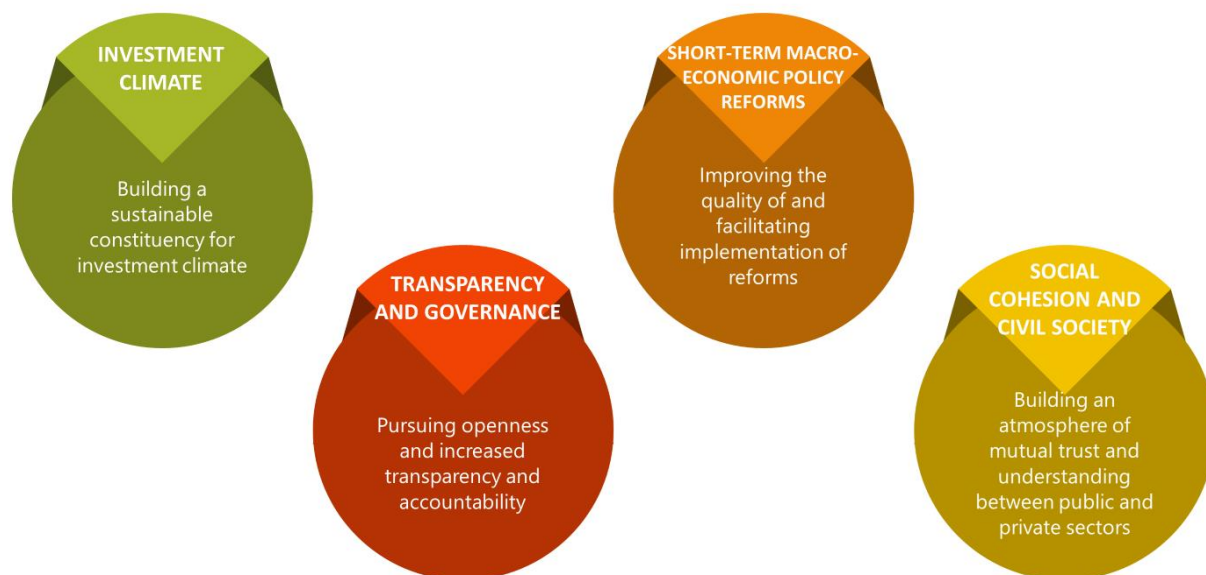 INVESTMENT
CLIMATE
Building a
sustainable
constituency for
investment climate
TRANSPARENCY
AND GOVERNANCE
Pursuing openness
and increased
transparency and
accountability
SHORT-TERM MACRO-
ECONOMIC POLICY
REFORMS
Improving the
quality of and
facilitating
implementation of
reforms
SOCIAL
COHESION AND
CIVIL SOCIETY
Building an
atmosphere of
mutual trust and
understanding
between public and
private sectors